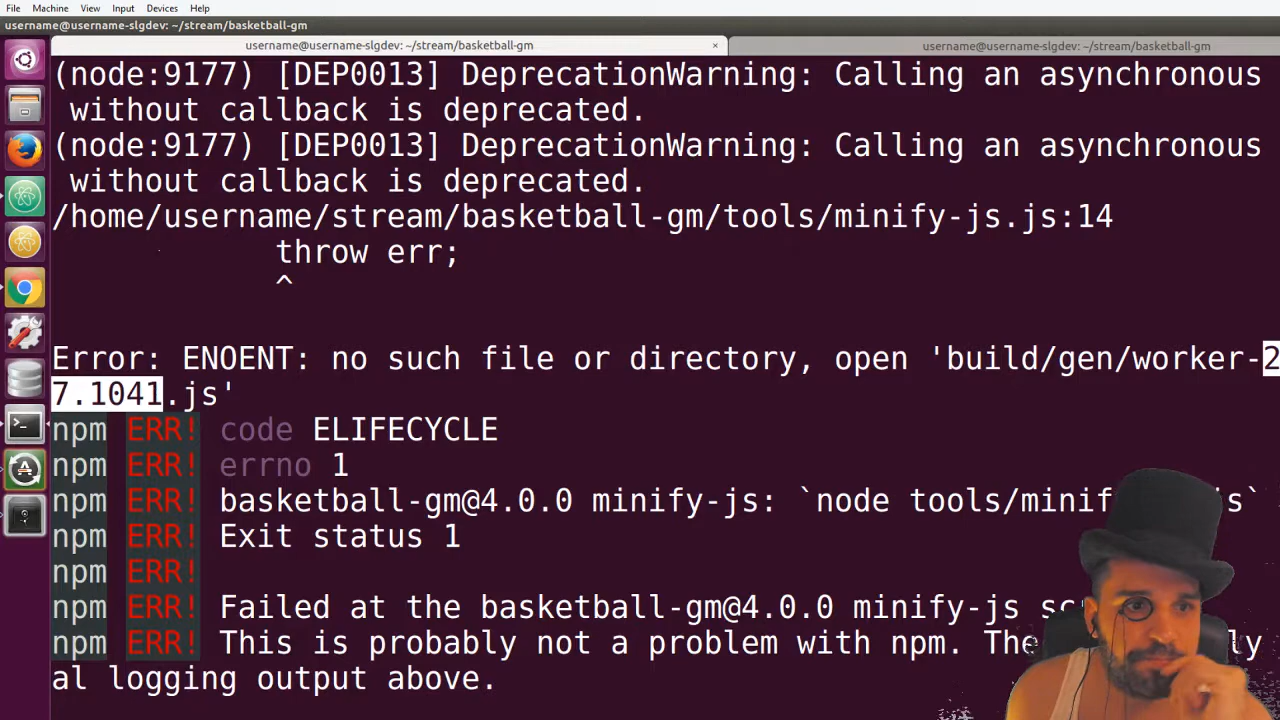 File Machine View Input Devices Help
username@username-slgdev: ~/stream/basketball-gm
username@username-slgdev: ~/stream/basketball-gm × username@username-slgdev: ~/stream/basketball-gm
(node:9177) [DEP0013] DeprecationWarning: Calling an asynchronous
without callback is deprecated.
(node:9177) [DEP0013] DeprecationWarning: Calling an asynchronous
without callback is deprecated.
/home/username/stream/basketball-gm/tools/minify-js.js:14
throw err;
^
Error: ENOENT: no such file or directory, open 'build/gen/worker-2
7.1041.js'
npm ERR! code ELIFECYCLE
npm ERR! errno 1
npm ERR! basketball-gm@4.0.0 minify-js: `node
npm ERR! Exit status 1
npm ERR!
npm ERR! Failed at the basketball-gm@4.0.0 minify-js
npm ERR! This is probably not a problem with npm.
al logging output above.